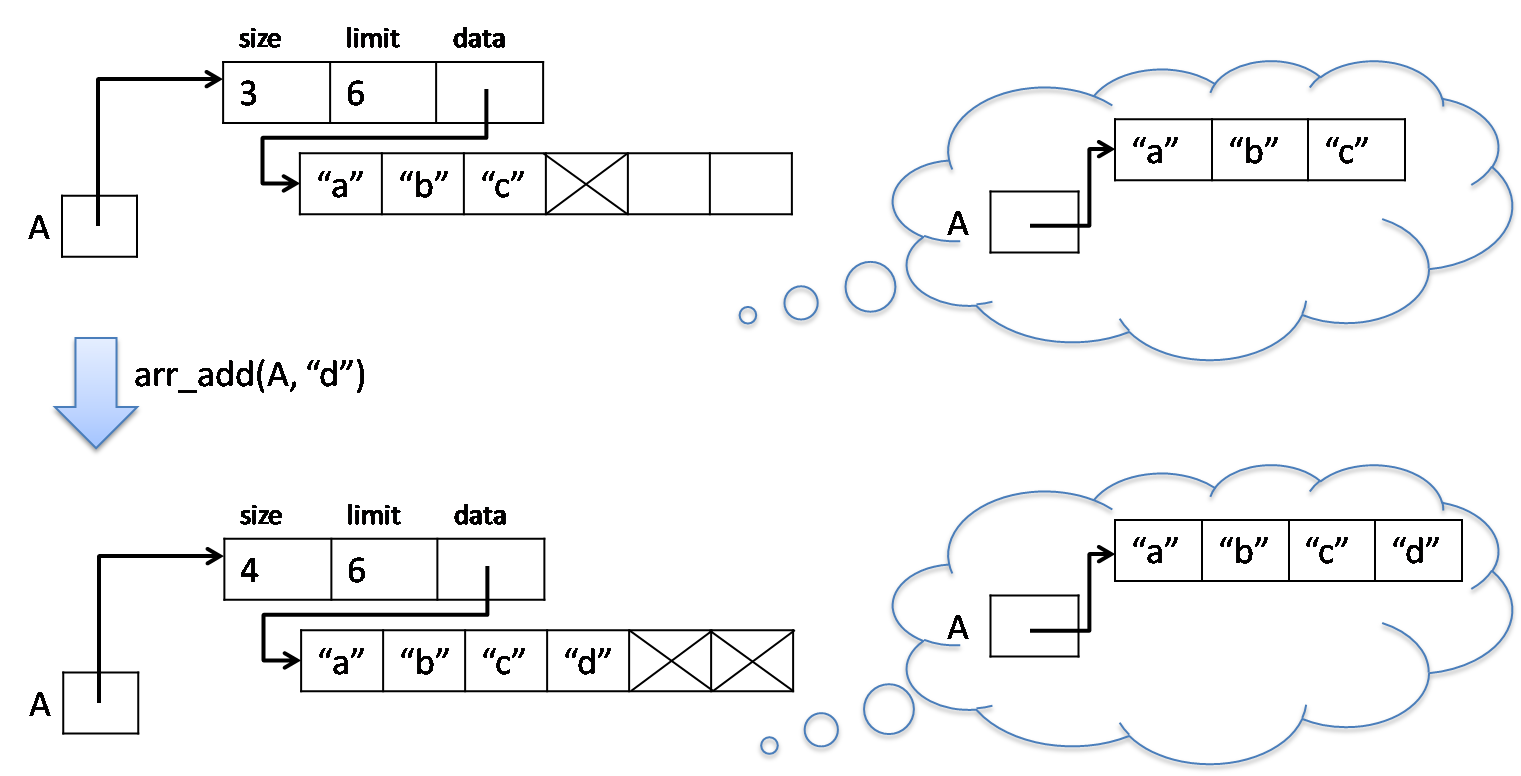 size limit data
3 6
“a” “b” “c”
A
“a” “b” “c”
A
arr_add(A, “d”)
size limit data
4 6
“a” “b” “c” “d”
A
“a” “b” “c” “d”
A